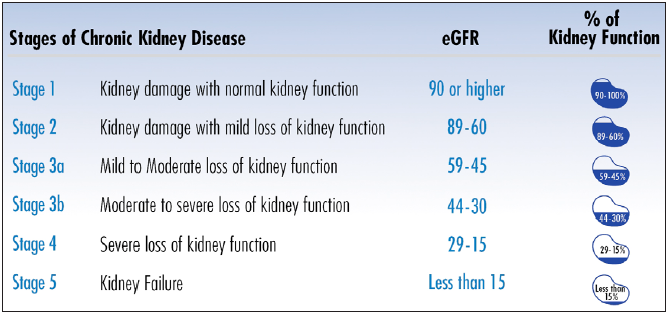 Stages of Chronic Kidney Disease eGFR % of
Kidney Function
Stage 1 Kidney damage with normal kidney function 90 or higher 90-100%
Stage 2 Kidney damage with mild loss of kidney function 89-60 89-60%
Stage 3a Mild to Moderate loss of kidney function 59-45 59-45%
Stage 3b Moderate to severe loss of kidney function 44-30 44-30%
Stage 4 Severe loss of kidney function 29-15 29-15%
Stage 5 Kidney Failure Less than 15 Less than
15%